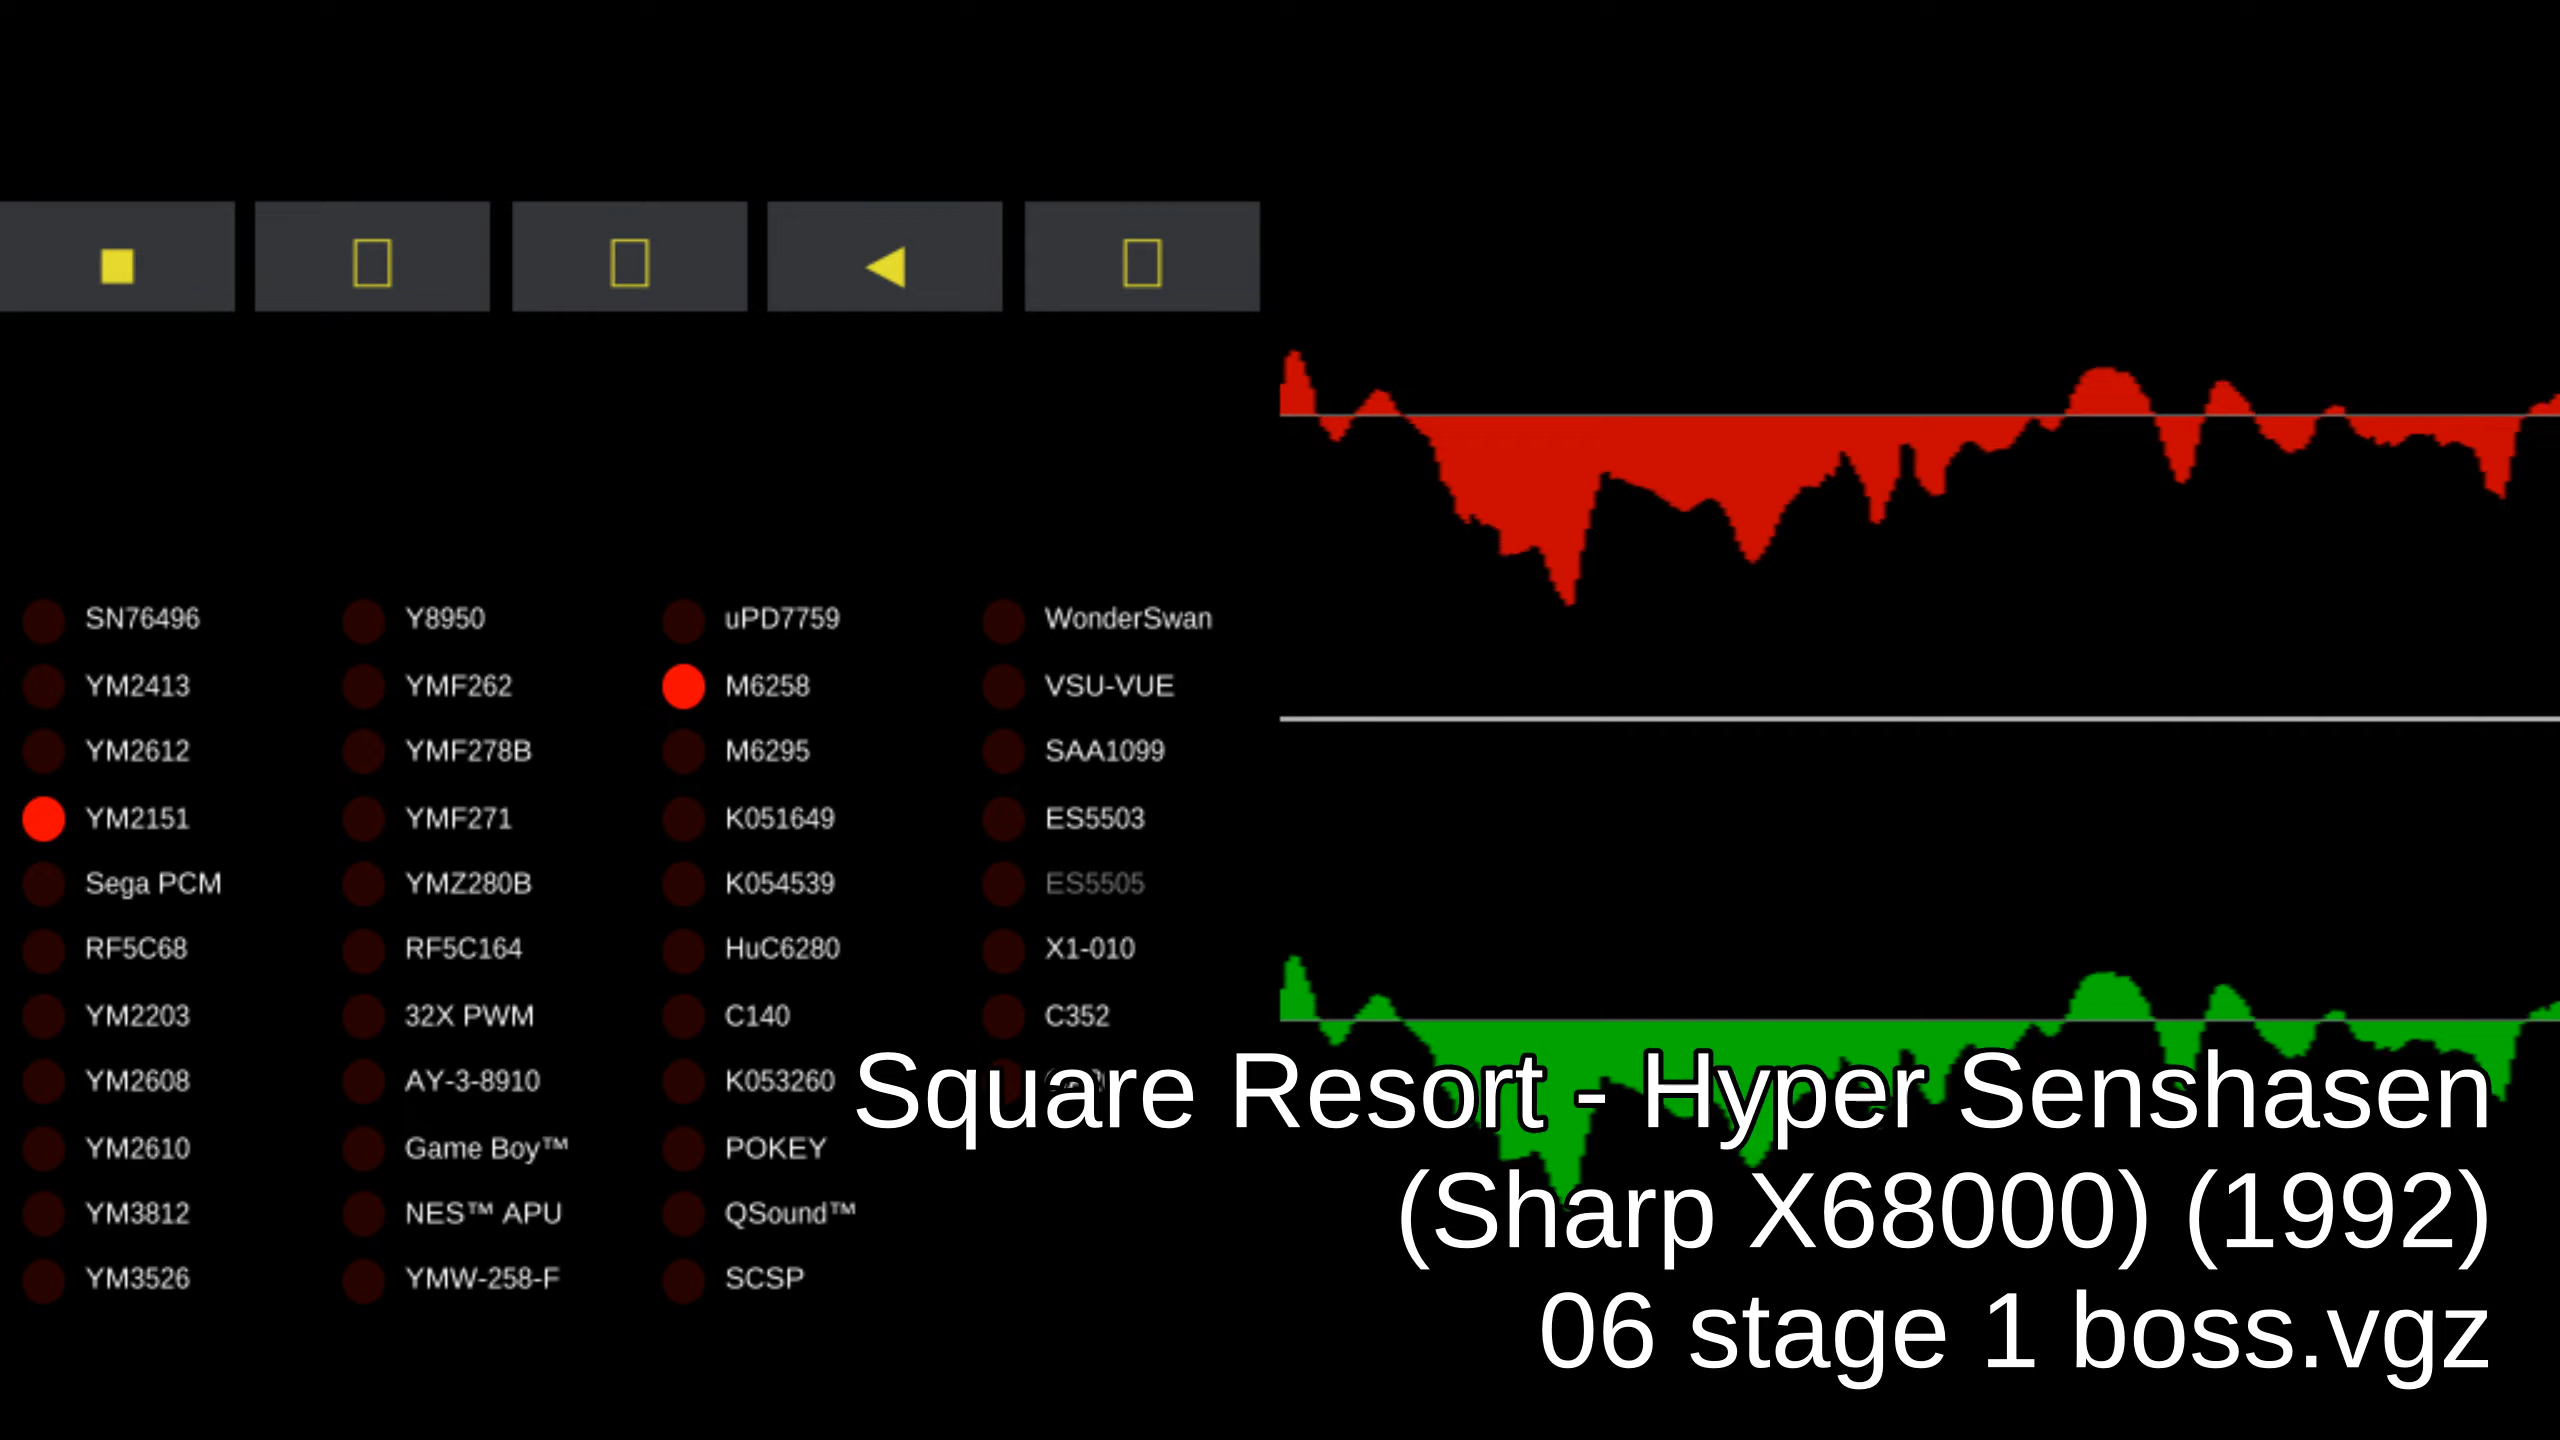 SN76496
YM2413
YM2612
YM2151
Sega PCM
RF5C68
YM2203
YM2608
YM2610
YM3812
YM3526
Y8950
YMF262
YMF278B
YMF271
YMZ280B
RF5C164
32X PWM
AY-3-8910
Game Boy™
NES™ APU
YMW-258-F
uPD7759
M6258
M6295
K051649
K054539
HuC6280
C140
K053260
POKEY
QSound™
SCSP
WonderSwan
VSU-VUE
SAA1099
ES5503
ES5505
X1-010
C352
Square Resort - Hyper Senshasen
(Sharp X68000) (1992)
06 stage 1 boss.vgz